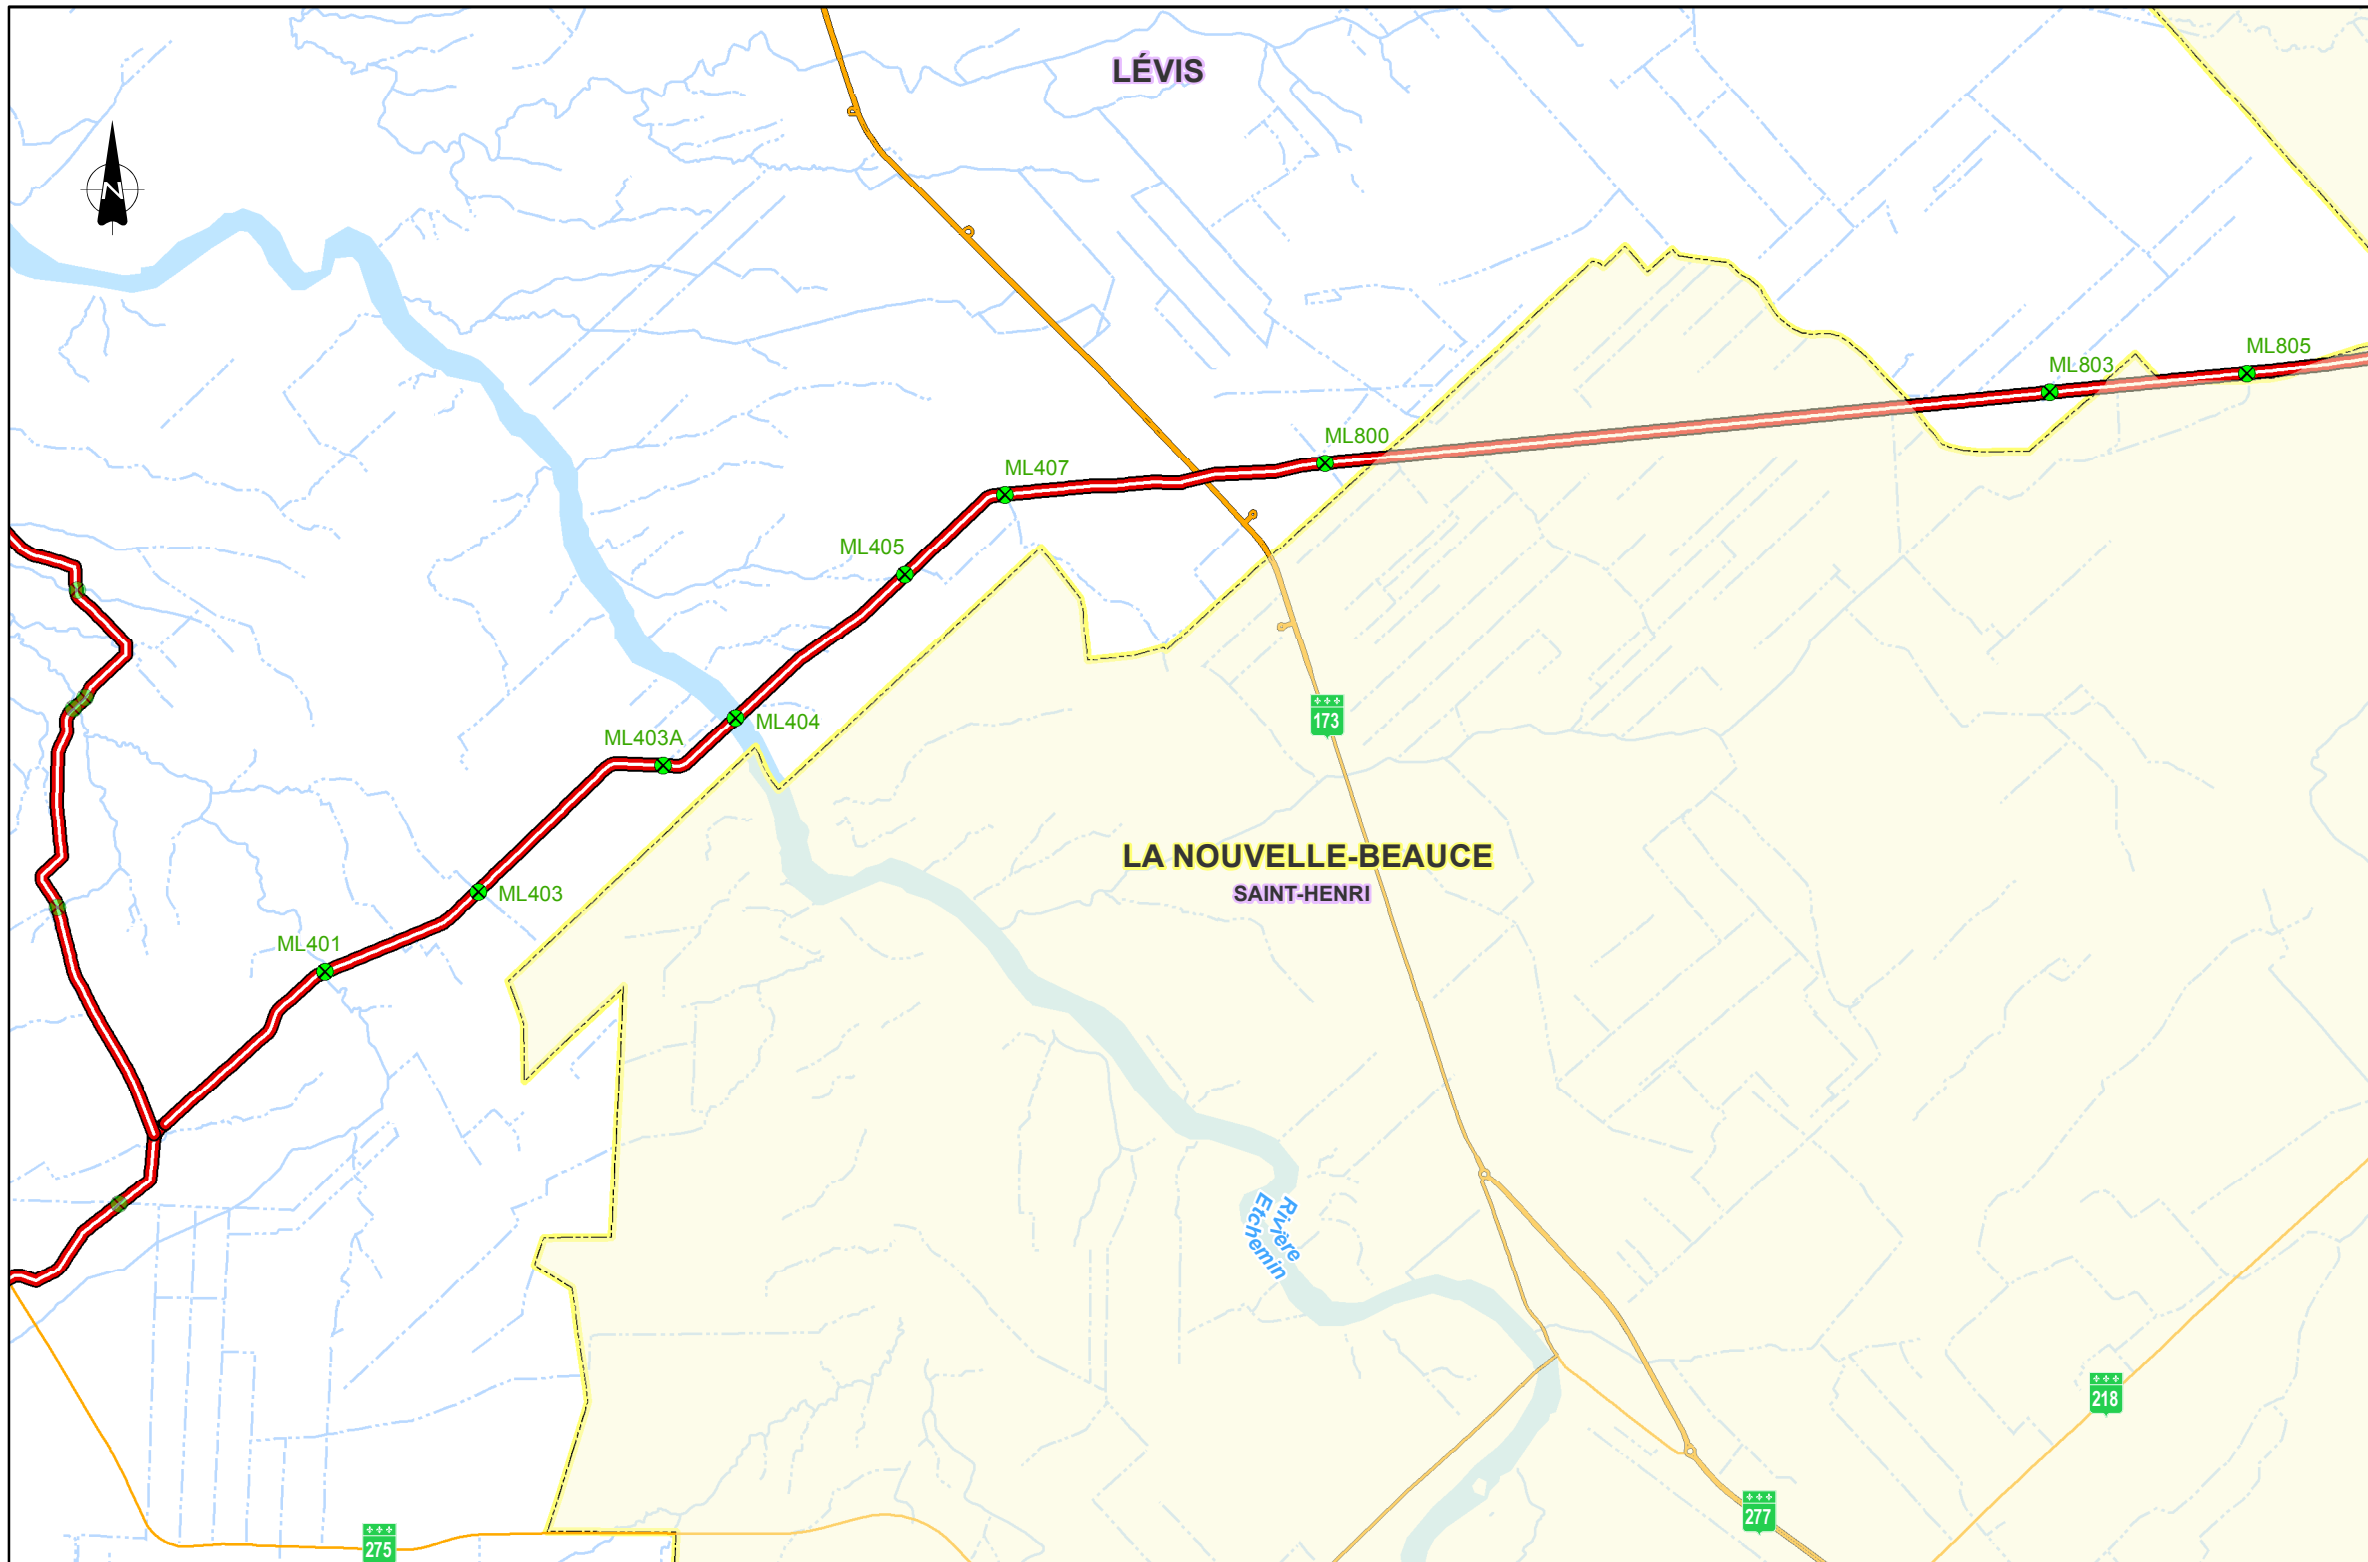 LÉVIS
N
ML805
ML803
ML800
ML407
ML405
ML404
ML403A
ML403
ML401
173
LA NOUVELLE-BEAUCE
SAINT-HENRI
Rivière
Etchemin
218
277
275